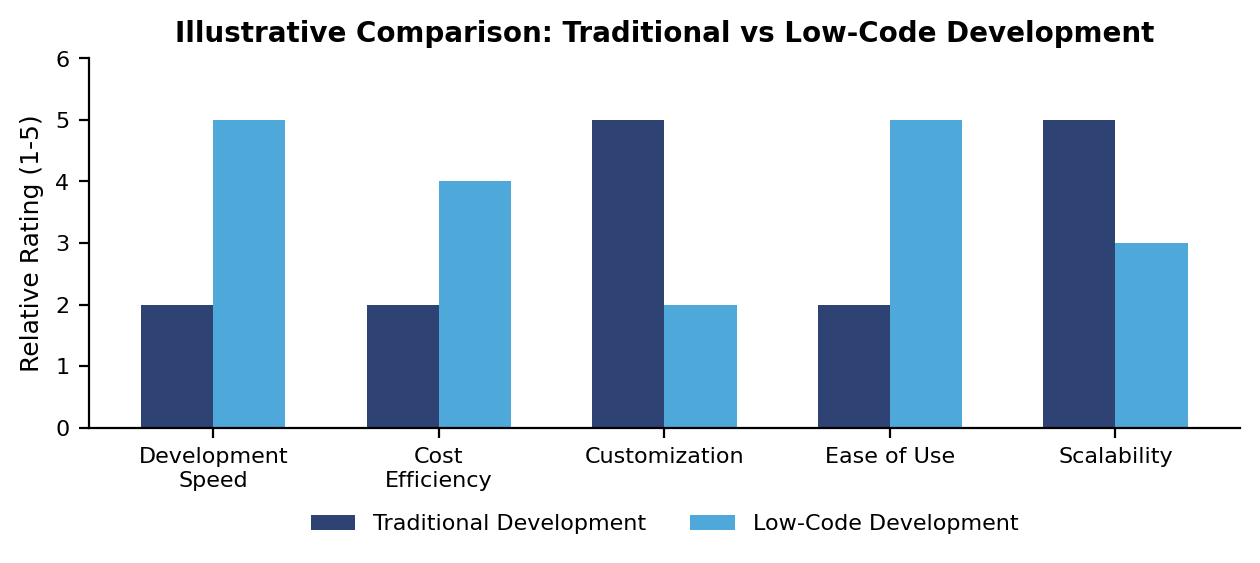 Illustrative Comparison: Traditional vs Low-Code Development
Relative Rating (1-5)
6
5
4
3
2
1
0
Development
Speed
Cost
Efficiency
Customization
Ease of Use
Scalability
Traditional Development
Low-Code Development